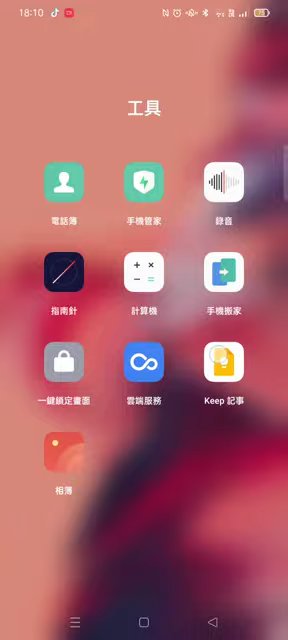 18:10
工具
電話簿
手機管家
錄音
指南針
計算機
手機搬家
一鍵鎖定畫面
雲端服務
Keep 記事
相簿